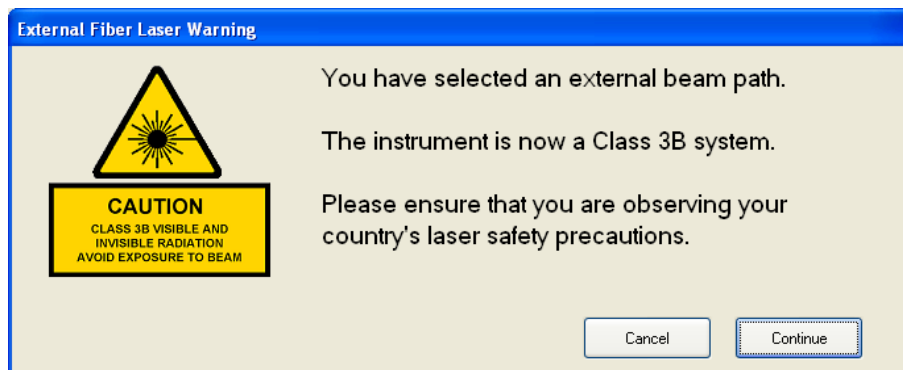 External Fiber Laser Warning
You have selected an external beam path.
The instrument is now a Class 3B system.
Please ensure that you are observing your
country's laser safety precautions.
CAUTION
CLASS 3B VISIBLE AND
INVISIBLE RADIATION
AVOID EXPOSURE TO BEAM
Cancel
Continue